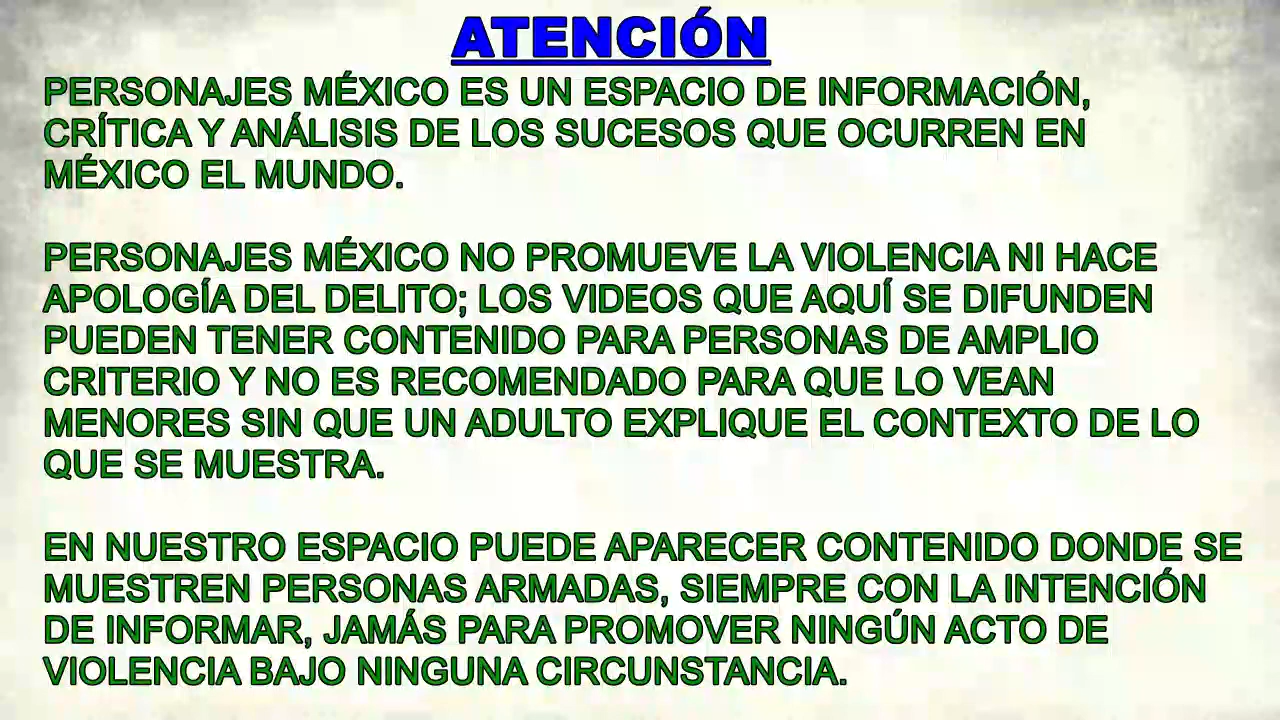 ATENCIÓN
PERSONAJES MÉXICO ES UN ESPACIO DE INFORMACIÓN,
CRÍTICA Y ANÁLISIS DE LOS SUCESOS QUE OCURREN EN
MÉXICO EL MUNDO.
PERSONAJES MÉXICO NO PROMUEVE LA VIOLENCIA NI HACE
APOLOGÍA DEL DELITO; LOS VIDEOS QUE AQUÍ SE DIFUNDEN
PUEDEN TENER CONTENIDO PARA PERSONAS DE AMPLIO
CRITERIO Y NO ES RECOMENDADO PARA QUE LO VEAN
MENORES SIN QUE UN ADULTO EXPLIQUE EL CONTEXTO DE LO
QUE SE MUESTRA.
EN NUESTRO ESPACIO PUEDE APARECER CONTENIDO DONDE SE
MUESTREN PERSONAS ARMADAS, SIEMPRE CON LA INTENCIÓN
DE INFORMAR, JAMÁS PARA PROMOVER NINGÚN ACTO DE
VIOLENCIA BAJO NINGUNA CIRCUNSTANCIA.